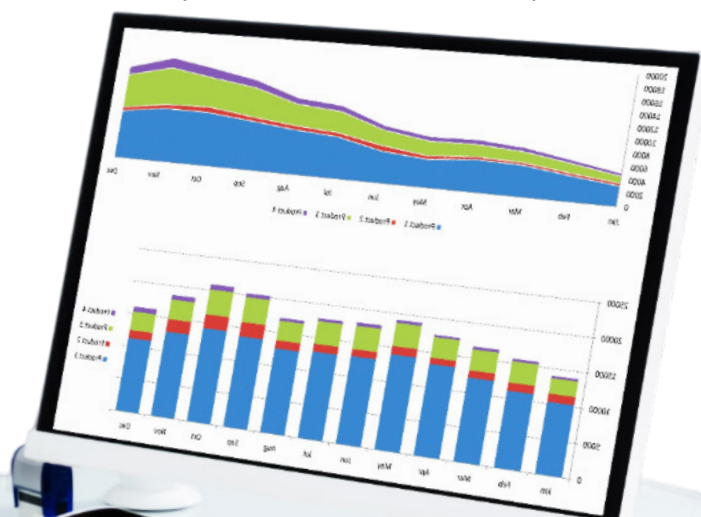 20000
18000
16000
14000
12000
10000
8000
6000
4000
2000
0
Dec Nov Oct Sep Aug Jul Jun May Apr Mar Feb Jan
Product 4 Product 3 Product 2 Product 1
25000
20000
15000
10000
5000
0
Product 4
Product 3
Product 2
Product 1
Dec Nov Oct Sep Aug Jul Jun May Apr Mar Feb Jan